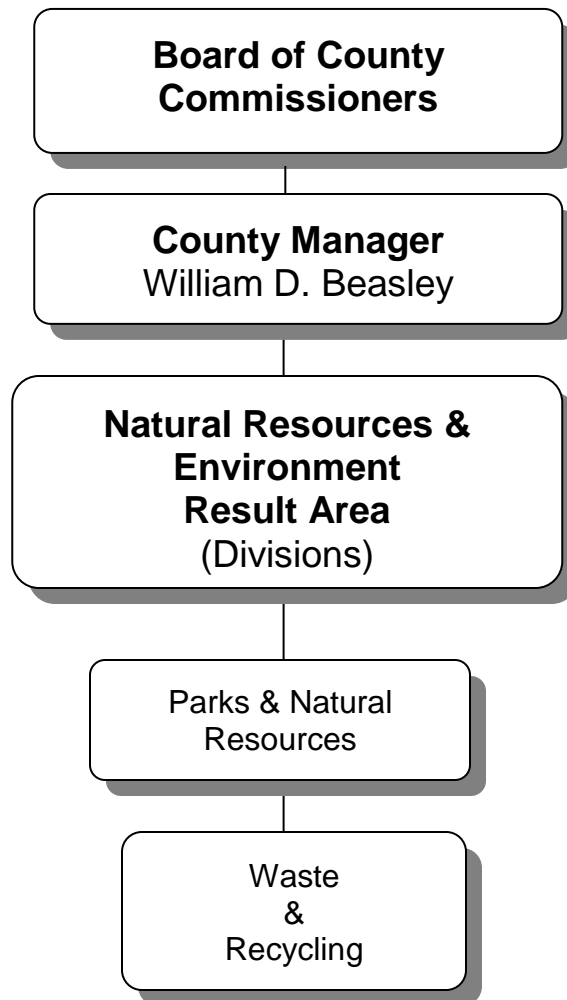 Board of County
Commissioners
County Manager
William D. Beasley
Natural Resources &
Environment
Result Area
(Divisions)
Parks & Natural
Resources
Waste
&
Recycling